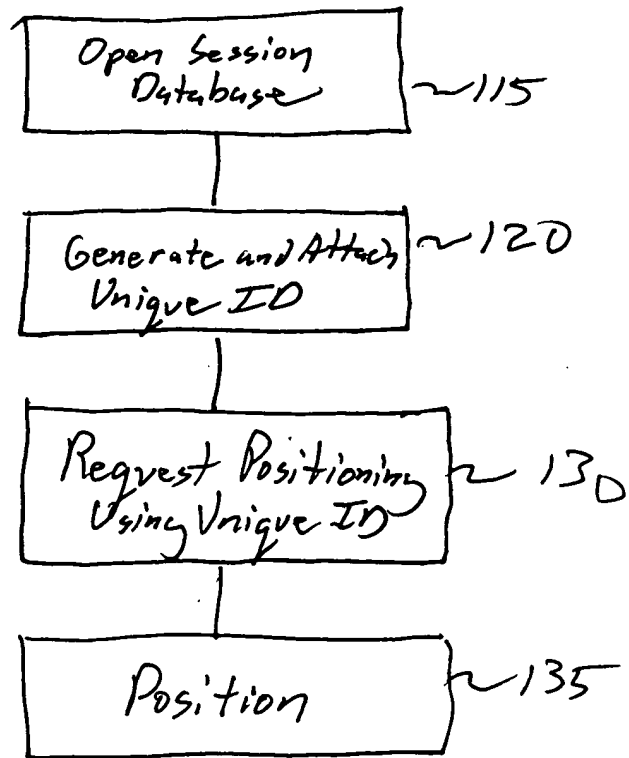 Open Session
Database
115
Generate and Attach
Unique ID
120
Request Positioning
Using Unique ID
130
Position
135